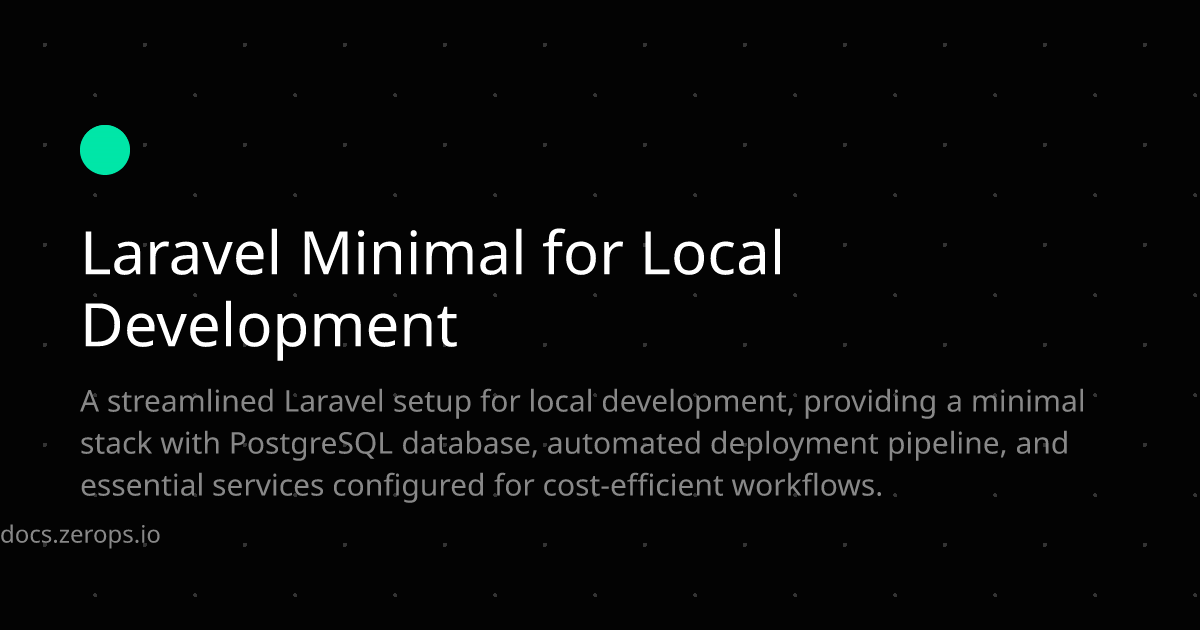 Laravel Minimal for Local
Development
A streamlined Laravel setup for local development, providing a minimal
stack with PostgreSQL database, automated deployment pipeline, and
essential services configured for cost-efficient workflows.
docs.zerops.io